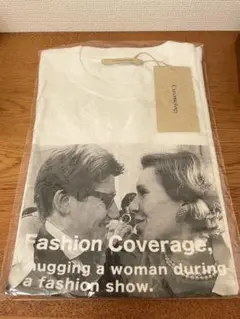 Fashion Coverage,
hugging a woman during
a fashion show.